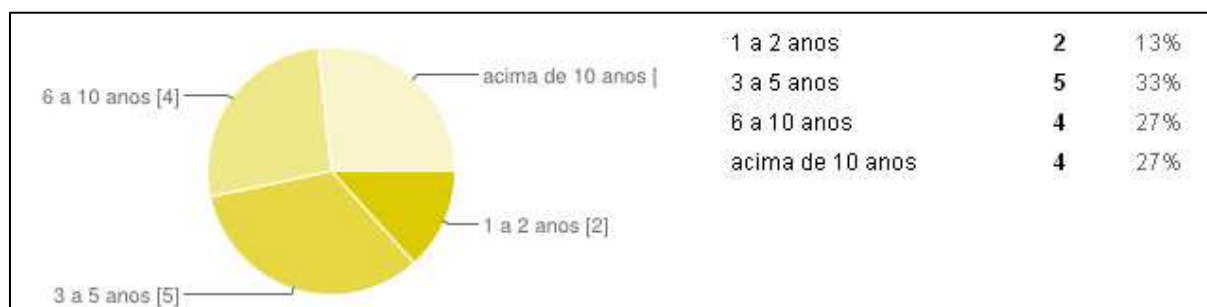 acima de 10 anos [
6 a 10 anos [4]
1 a 2 anos [2]
3 a 5 anos [5]
1 a 2 anos 2 13%
3 a 5 anos 5 33%
6 a 10 anos 4 27%
acima de 10 anos 4 27%